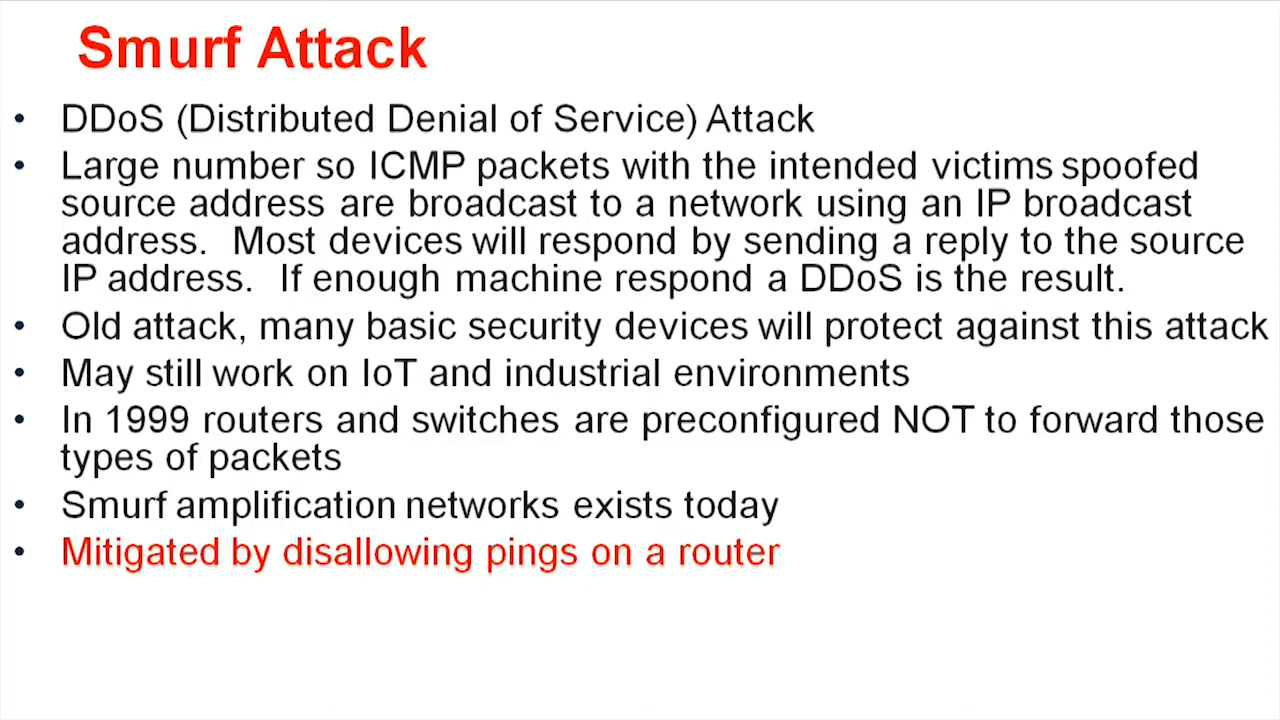 Smurf Attack
• DDoS (Distributed Denial of Service) Attack
• Large number so ICMP packets with the intended victims spoofed
source address are broadcast to a network using an IP broadcast
address. Most devices will respond by sending a reply to the source
IP address. If enough machine respond a DDoS is the result.
• Old attack, many basic security devices will protect against this attack
• May still work on IoT and industrial environments
• In 1999 routers and switches are preconfigured NOT to forward those
types of packets
• Smurf amplification networks exists today
• Mitigated by disallowing pings on a router